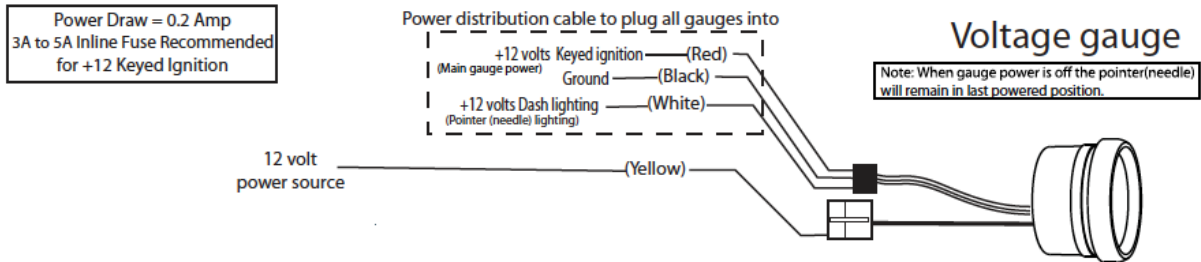 Power Draw = 0.2 Amp
3A to 5A Inline Fuse Recommended
for +12 Keyed Ignition
Power distribution cable to plug all gauges into
+12 volts Keyed ignition (Red)
(Main gauge power)
Ground (Black)
+12 volts Dash lighting (White)
(Pointer (needle) lighting)
12 volt
power source
(Yellow)
Voltage gauge
Note: When gauge power is off the pointer(needle)
will remain in last powered position.